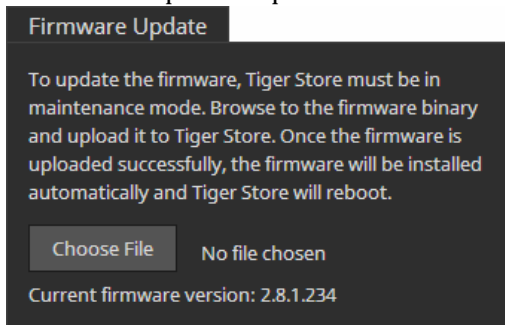 Firmware Update
To update the firmware, Tiger Store must be in
maintenance mode. Browse to the firmware binary
and upload it to Tiger Store. Once the firmware is
uploaded successfully, the firmware will be installed
automatically and Tiger Store will reboot.
Choose File No file chosen
Current firmware version: 2.8.1.234